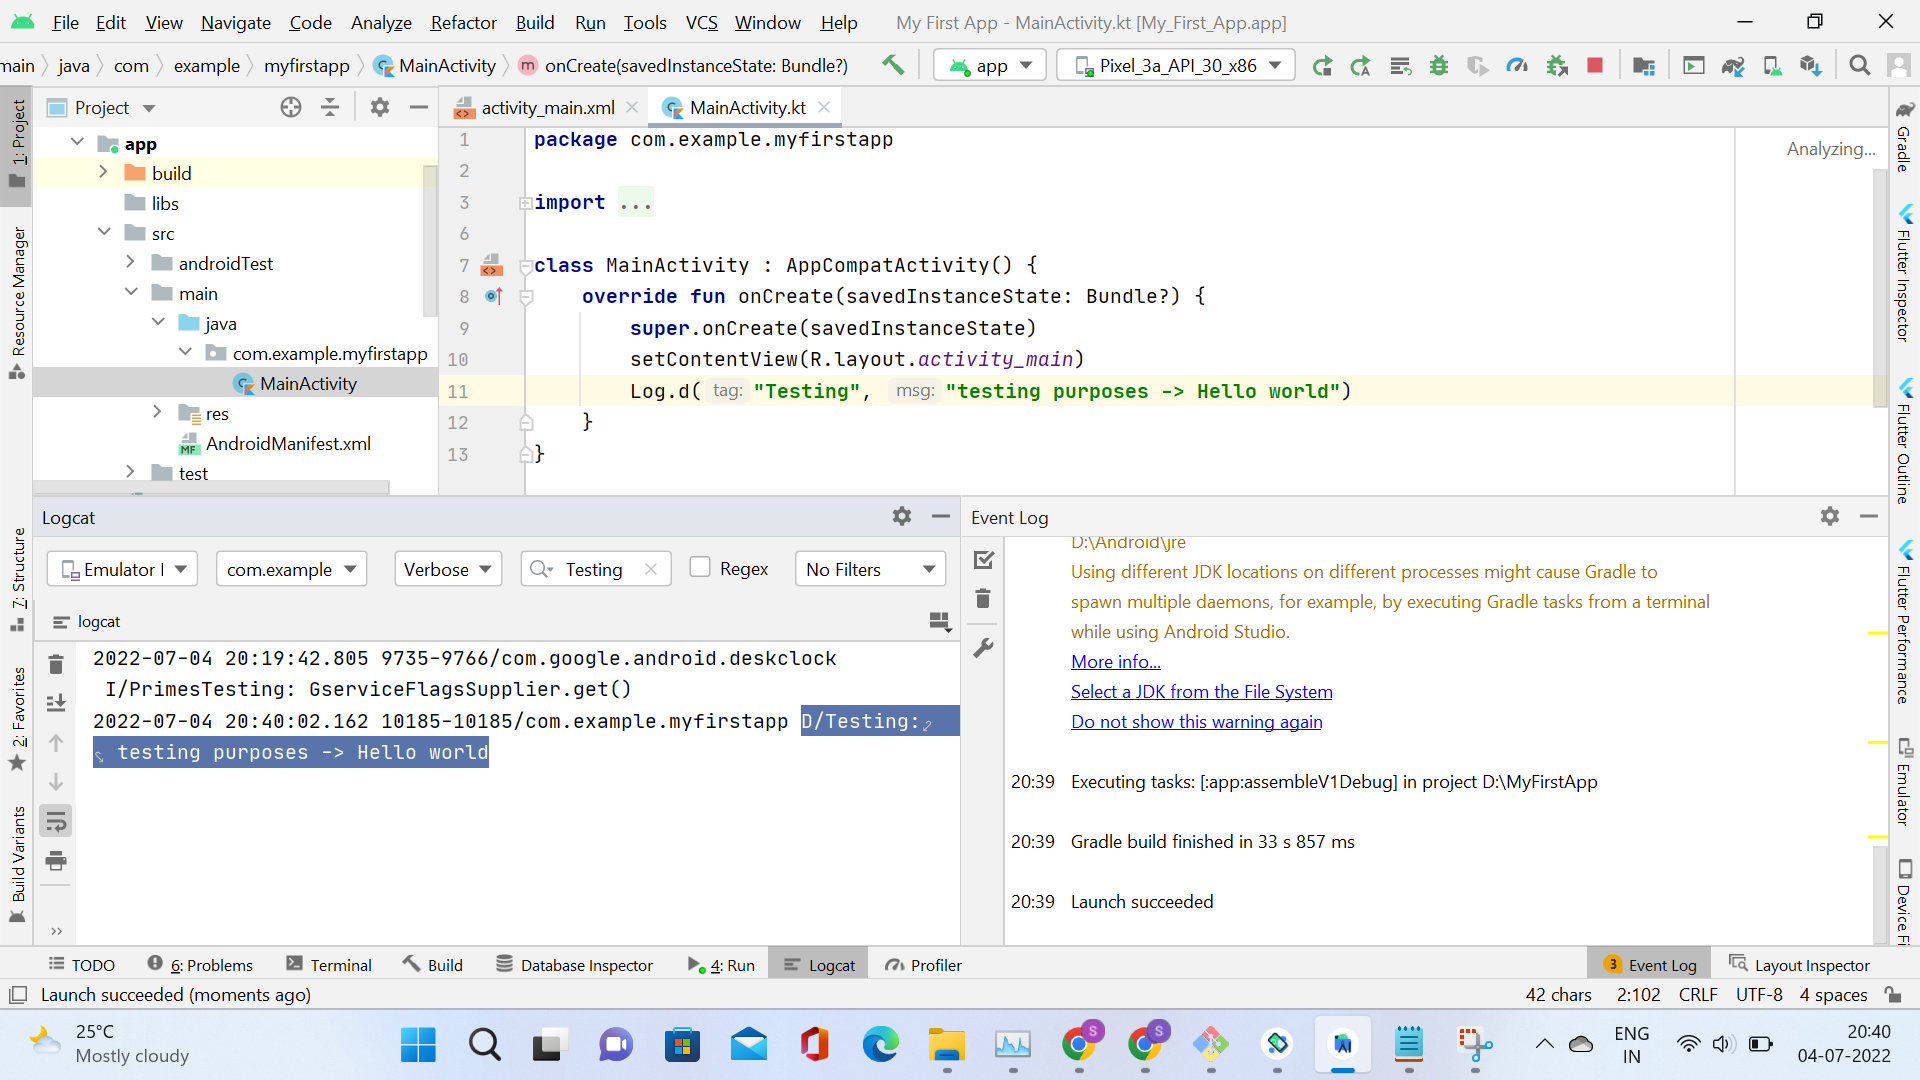 File Edit View Navigate Code Analyze Refactor Build Run Tools VCS Window Help My First App - MainActivity.kt [My_First_App.app]
main java com example myfirstapp MainActivity onCreate(savedInstanceState: Bundle?) app Pixel_3a_API_30_x86
1: Project
Resource Manager
7: Structure
2: Favorites
Build Variants
Project
app
build
libs
src
androidTest
main
java
com.example.myfirstapp
MainActivity
res
AndroidManifest.xml
test
activity_main.xml MainActivity.kt
Analyzing...
1 package com.example.myfirstapp
2
3 import ...
6
7 class MainActivity : AppCompatActivity() {
8 override fun onCreate(savedInstanceState: Bundle?) {
9 super.onCreate(savedInstanceState)
10 setContentView(R.layout.activity_main)
11 Log.d( tag: "Testing", msg: "testing purposes -> Hello world")
12 }
13 }
Gradle
Flutter Inspector
Flutter Outline
Flutter Performance
Emulator
Device Fi
Logcat
Emulator com.example Verbose Testing Regex No Filters
logcat
2022-07-04 20:19:42.805 9735-9766/com.google.android.deskclock
I/PrimesTesting: GserviceFlagsSupplier.get()
2022-07-04 20:40:02.162 10185-10185/com.example.myfirstapp D/Testing:
testing purposes -> Hello world
Event Log
D:\Android\jre
Using different JDK locations on different processes might cause Gradle to
spawn multiple daemons, for example, by executing Gradle tasks from a terminal
while using Android Studio.
More info...
Select a JDK from the File System
Do not show this warning again
20:39 Executing tasks: [:app:assembleV1Debug] in project D:\MyFirstApp
20:39 Gradle build finished in 33 s 857 ms
20:39 Launch succeeded
TODO 6: Problems Terminal Build Database Inspector 4: Run Logcat Profiler 3 Event Log Layout Inspector
Launch succeeded (moments ago) 42 chars 2:102 CRLF UTF-8 4 spaces
25°C
Mostly cloudy
S
S
AI
ENG
IN
20:40
04-07-2022